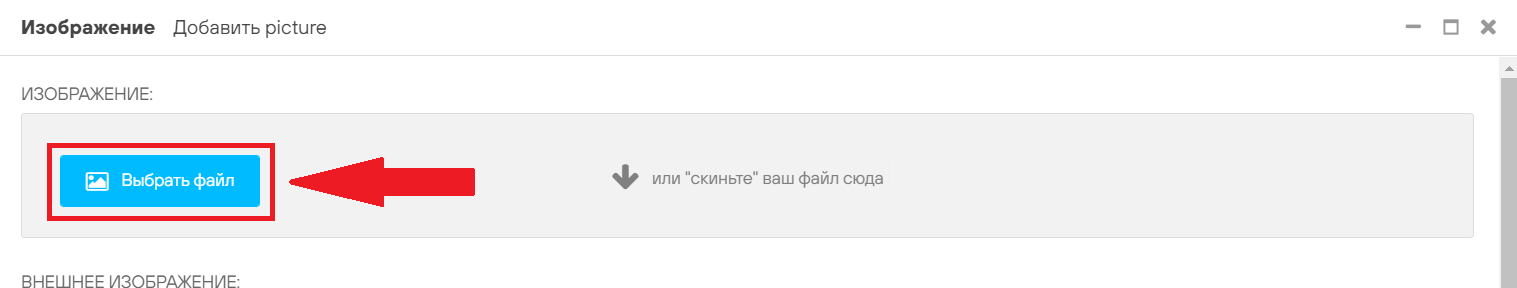 Изображение Добавить picture
ИЗОБРАЖЕНИЕ:
Выбрать файл или "скиньте" ваш файл сюда
ВНЕШНЕЕ ИЗОБРАЖЕНИЕ: